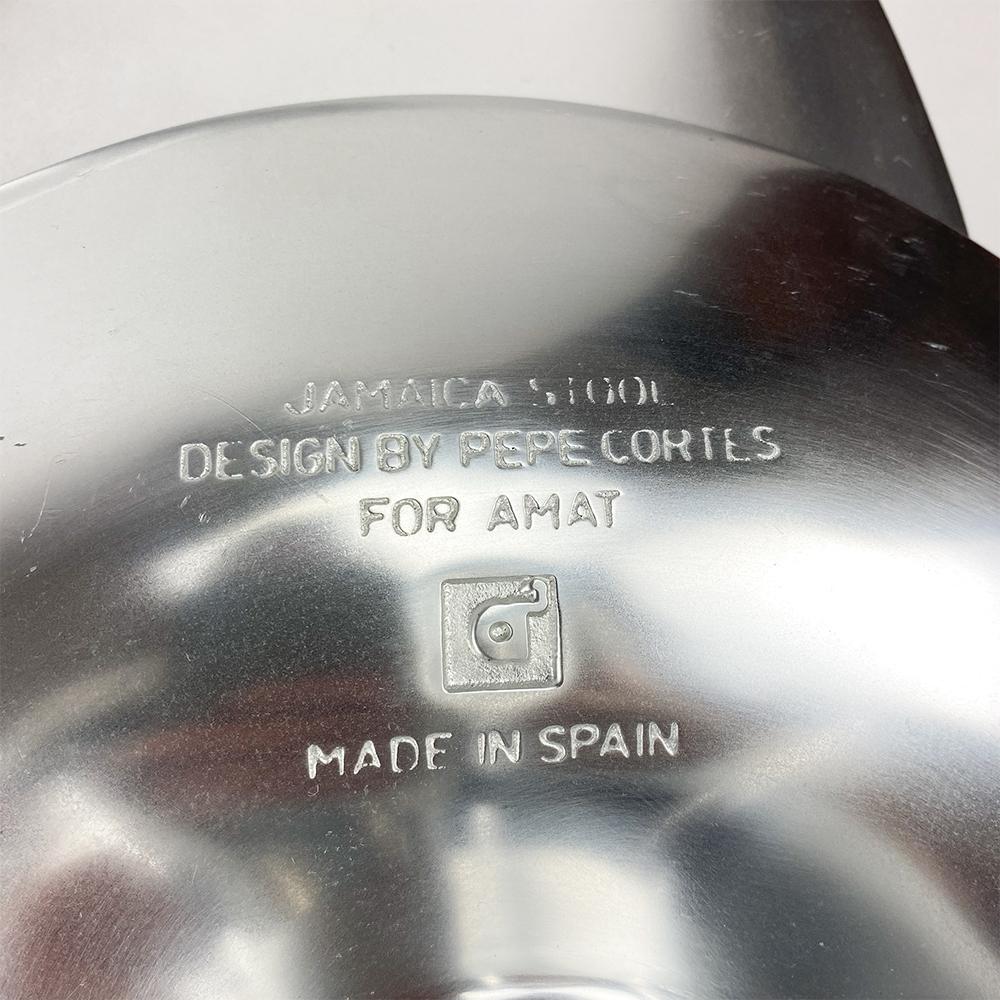 JAMAICA STOOL
DESIGN BY PEPE CORTES
FOR AMAT
MADE IN SPAIN